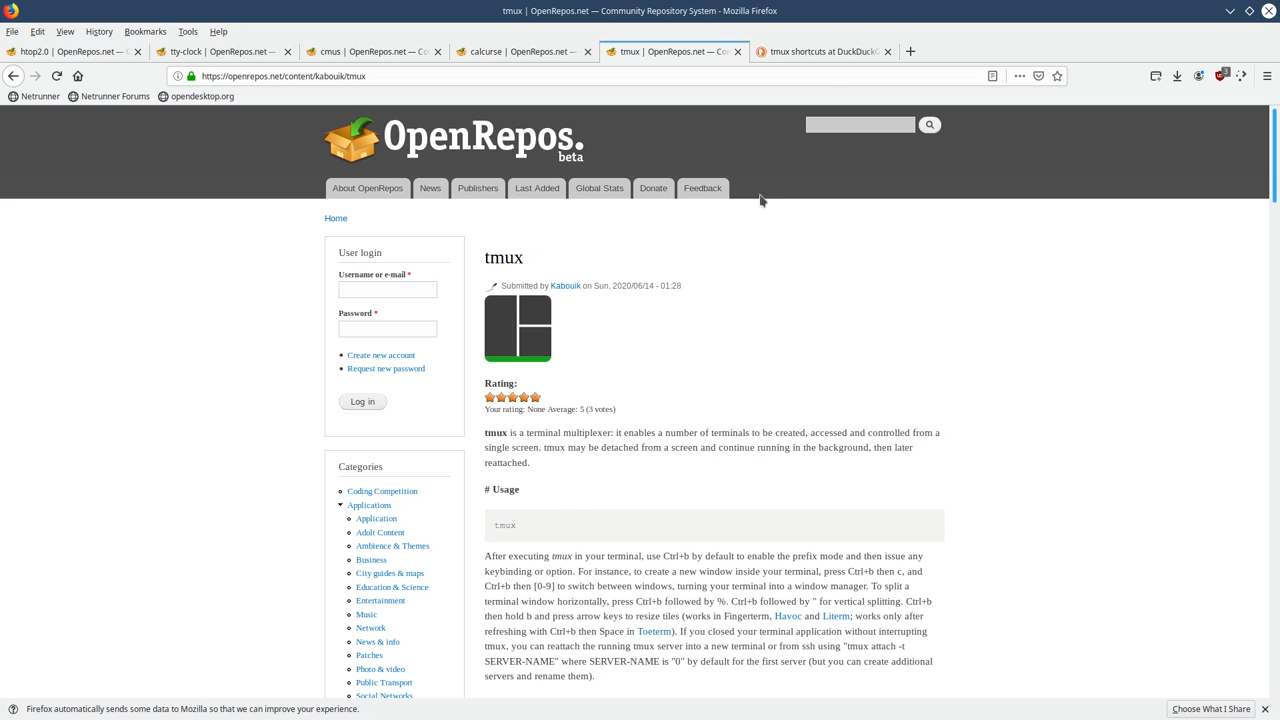 tmux | OpenRepos.net — Community Repository System - Mozilla Firefox
File Edit View History Bookmarks Tools Help
htop2.0 | OpenRepos.net — C
tty-clock | OpenRepos.net —
cmus | OpenRepos.net — Co
calcurse | OpenRepos.net —
tmux | OpenRepos.net — Co
tmux shortcuts at DuckDuckG
https://openrepos.net/content/kabouik/tmux
3
Netrunner Netrunner Forums opendesktop.org
OpenRepos.
beta
About OpenRepos News Publishers Last Added Global Stats Donate Feedback
Home
User login
Username or e-mail *
Password *
Create new account
Request new password
Log in
Categories
Coding Competition
Applications
Application
Adult Content
Ambience & Themes
Business
City guides & maps
Education & Science
Entertainment
Music
Network
News & info
Patches
Photo & video
Public Transport
Social Networks
tmux
Submitted by Kabouik on Sun, 2020/06/14 - 01:28
Rating:
Your rating: None Average: 5 (3 votes)
tmux is a terminal multiplexer: it enables a number of terminals to be created, accessed and controlled from a
single screen. tmux may be detached from a screen and continue running in the background, then later
reattached.
# Usage
tmux
After executing tmux in your terminal, use Ctrl+b by default to enable the prefix mode and then issue any
keybinding or option. For instance, to create a new window inside your terminal, press Ctrl+b then c, and
Ctrl+b then [0-9] to switch between windows, turning your terminal into a window manager. To split a
terminal window horizontally, press Ctrl+b followed by %. Ctrl+b followed by " for vertical splitting. Ctrl+b
then hold b and press arrow keys to resize tiles (works in Fingerterm, Havoc and Literm; works only after
refreshing with Ctrl+b then Space in Toeterm). If you closed your terminal application without interrupting
tmux, you can reattach the running tmux server into a new terminal or from ssh using "tmux attach -t
SERVER-NAME" where SERVER-NAME is "0" by default for the first server (but you can create additional
servers and rename them).
Firefox automatically sends some data to Mozilla so that we can improve your experience.
Choose What I Share